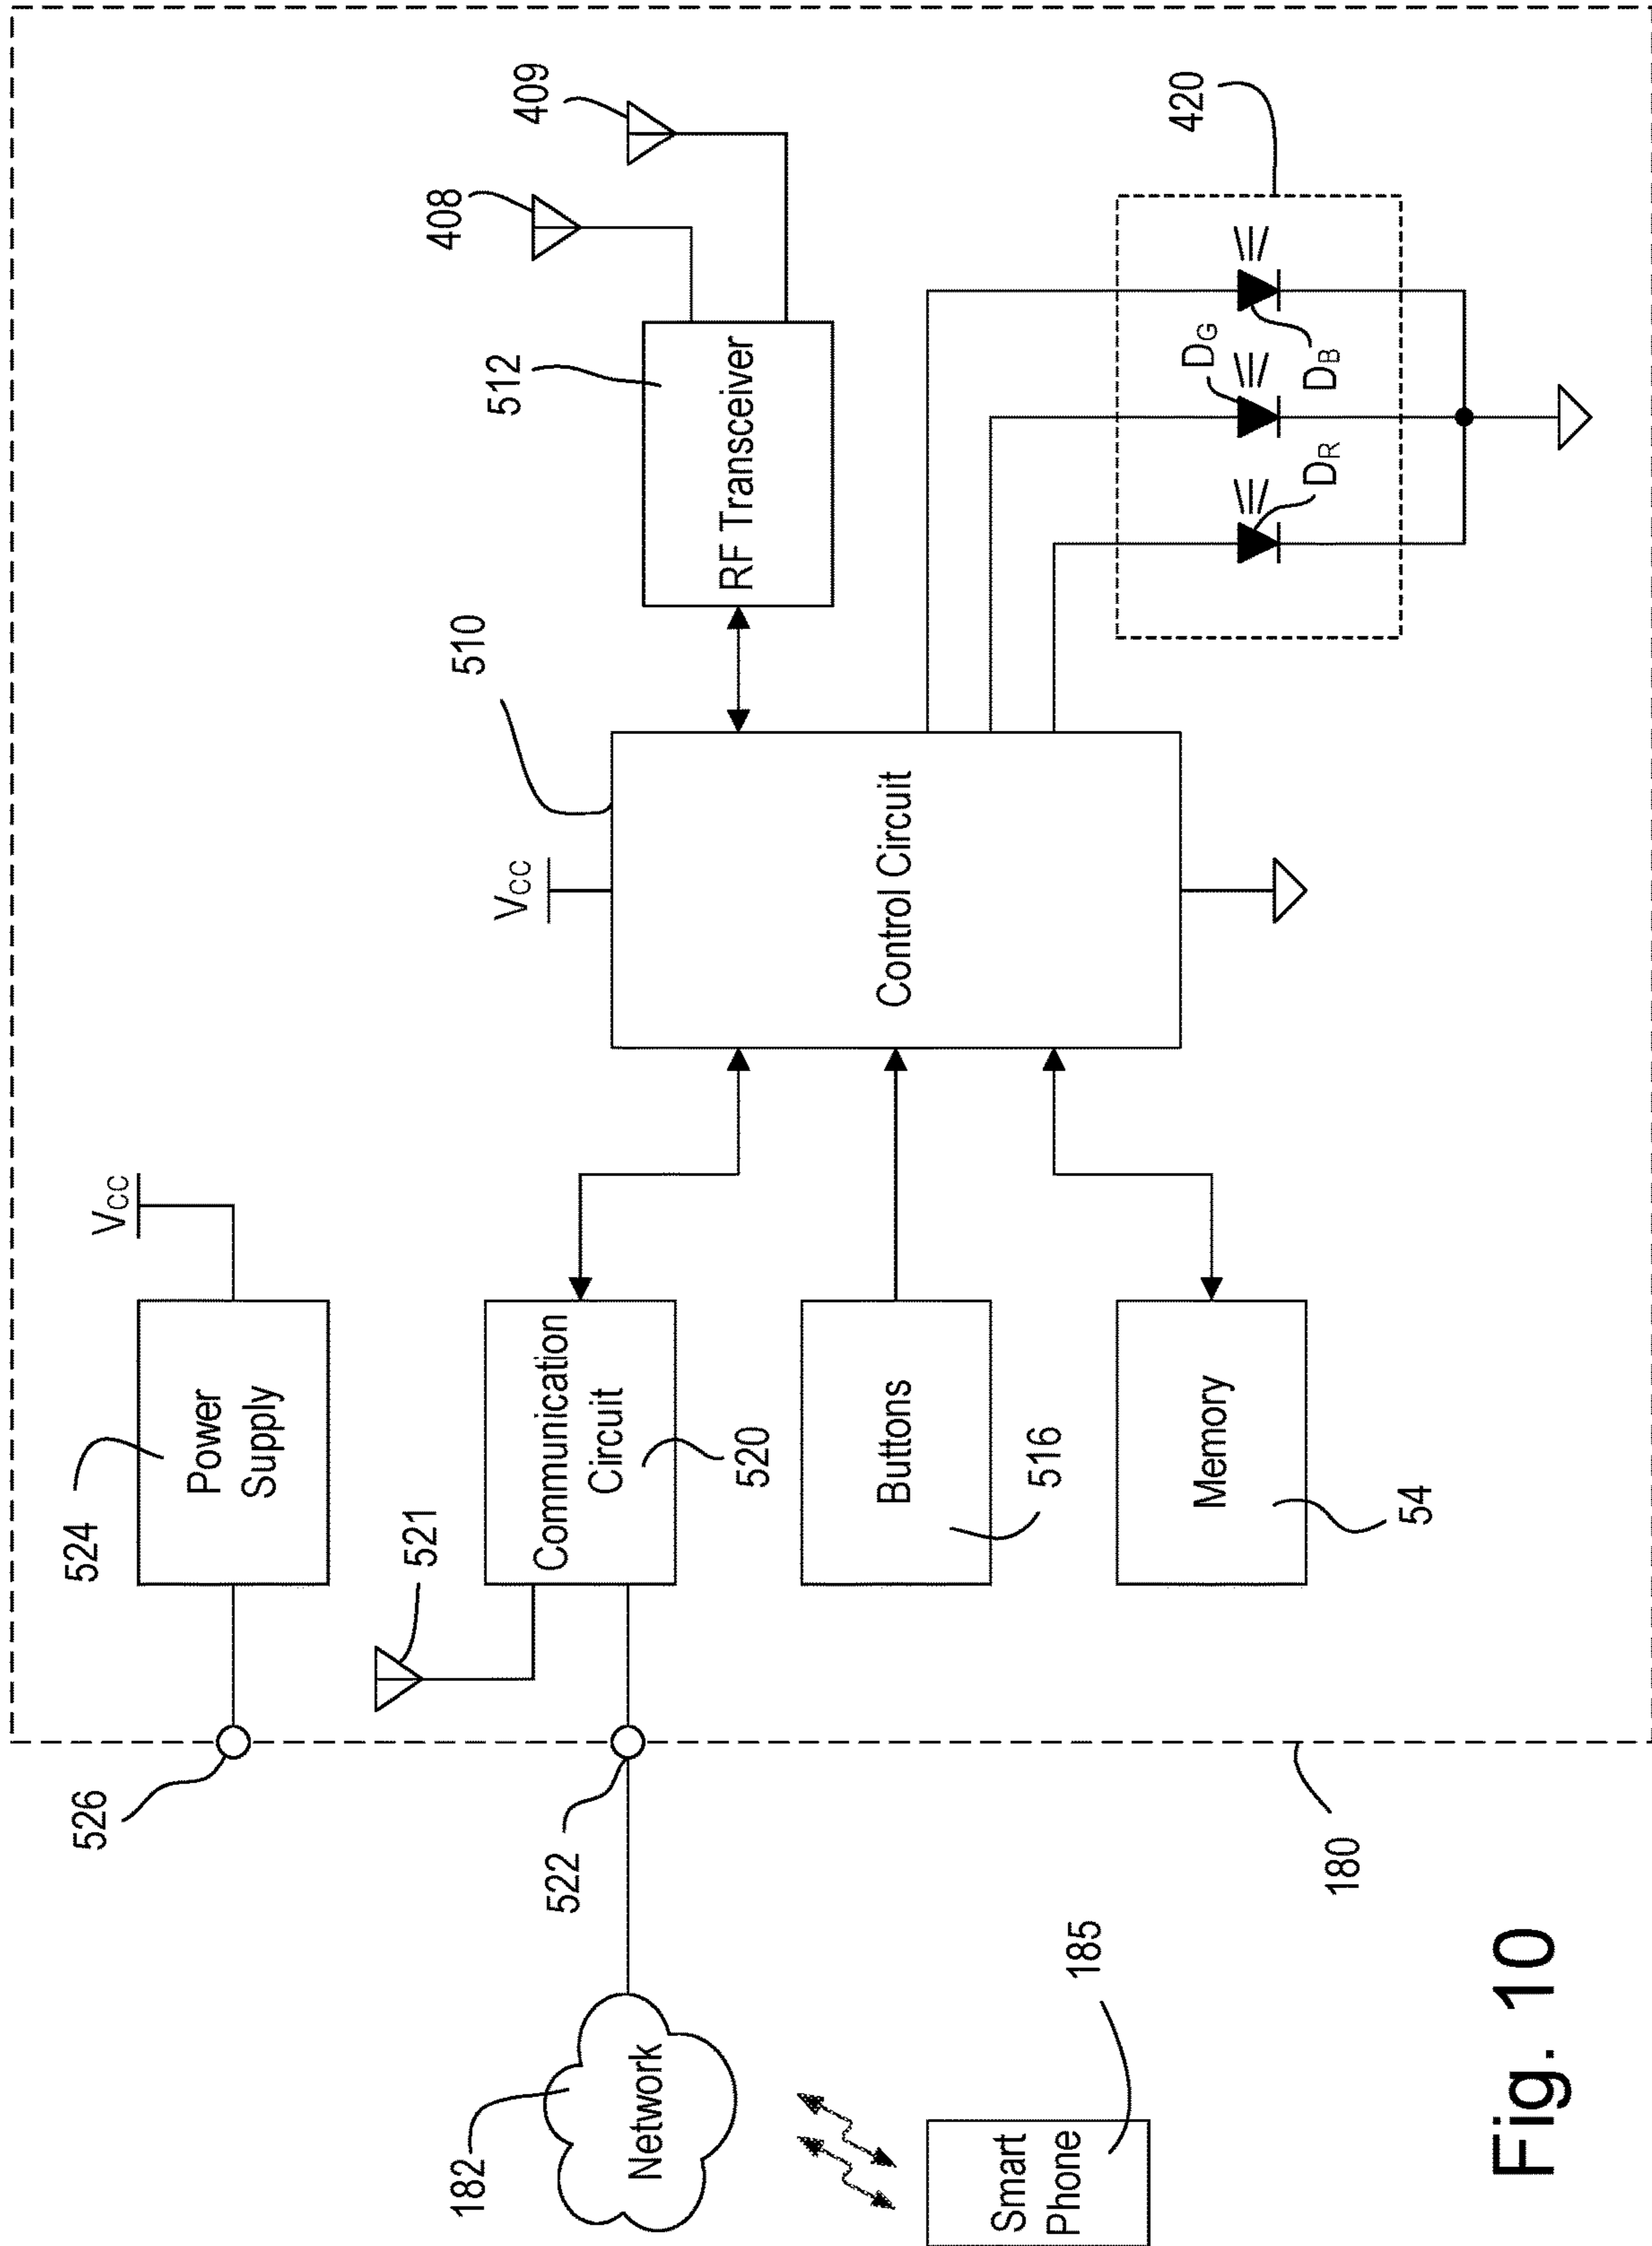 526
524
Power
Supply
VCC
521
Communication
Circuit
520
522
182
Network
Smart
Phone
185
180
Buttons
516
Memory
54
VCC
510
Control Circuit
512
RF Transceiver
408
409
420
DR
DG
DB
Fig. 10